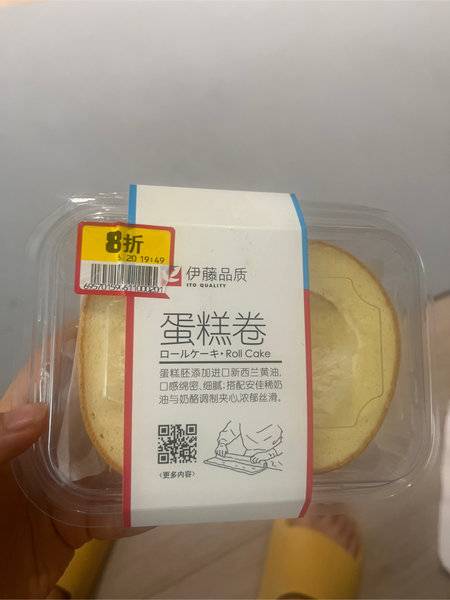 8折
5.20 19:49
伊藤品质
ITO QUALITY
蛋糕卷
ロールケーキ·Roll Cake
蛋糕胚添加进口新西兰黄油,
口感绵密、细腻;搭配安佳稀奶
油与奶酪调制夹心,浓郁丝滑。
<更多内容>